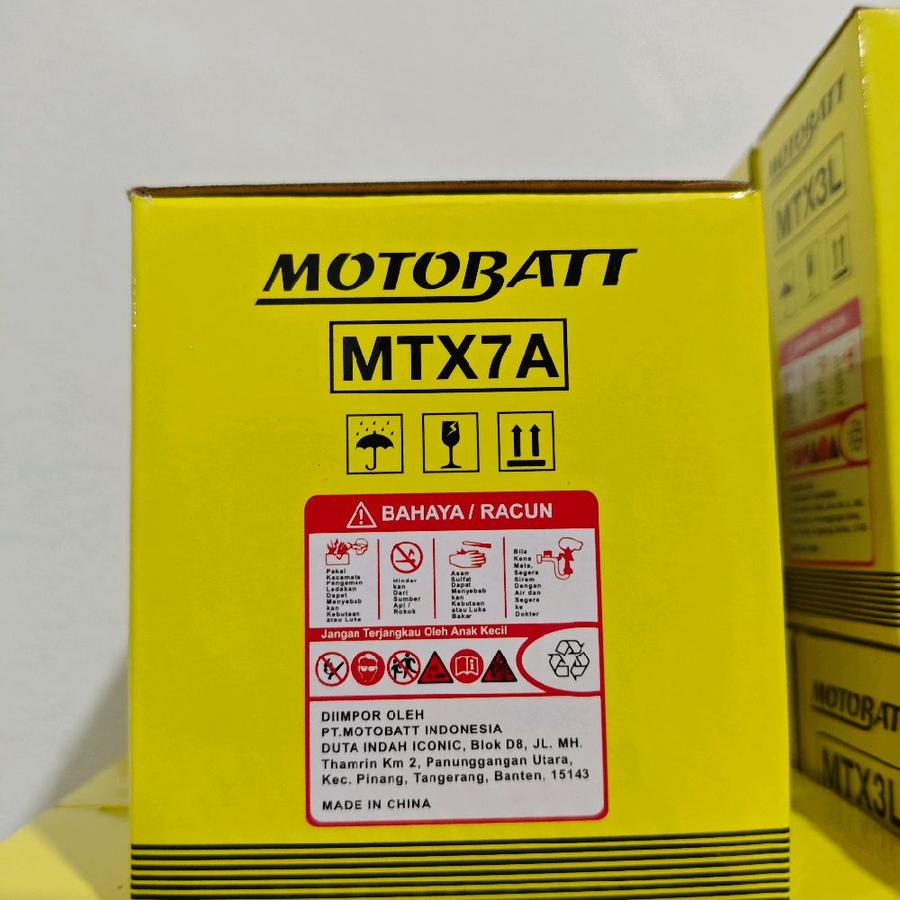 MOTOBATT
MTX7A
BAHAYA / RACUN
Pakai
Kacamata
Pengaman
Ledakan
Dapat
Menyebab
kan
Kebutaan
atau Luka
Hindar
kan
Dari
Sumber
Api /
Rokok
Asam
Sulfat
Dapat
Menyebab
kan
Kebutaan
atau Luka
Bakar
Bila
Kena
Mata,
Segera
Siram
Dengan
Air dan
Segera
ke
Dokter
Jangan Terjangkau Oleh Anak Kecil
DIIMPOR OLEH
PT.MOTOBATT INDONESIA
DUTA INDAH ICONIC, Blok D8, JL. MH.
Thamrin Km 2, Panunggangan Utara,
Kec. Pinang, Tangerang, Banten, 15143
MADE IN CHINA
MOTOBATT
MTX3L
MOTOBAT
MTX3L